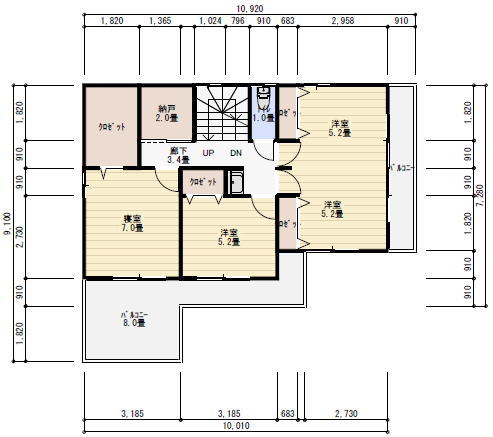 10,920
1,820 1,365 1,024 796 910 683 2,958 910
1,820
910
910
2,730
910
1,820
9,100
1,820
910
910
1,820
910
910
7,280
ｸﾛｾﾞｯﾄ
納戸
2.0畳
ﾄｲﾚ
1.0畳
ﾛｾﾞｯﾄ
洋室
5.2畳
ﾊﾞﾙｺﾆｰ
廊下
3.4畳
UP DN
ｸﾛｾﾞｯﾄ
寝室
7.0畳
洋室
5.2畳
ﾛｾﾞｯﾄ
洋室
5.2畳
ﾊﾞﾙｺﾆｰ
8.0畳
3,185 3,185 683 2,730
10,010